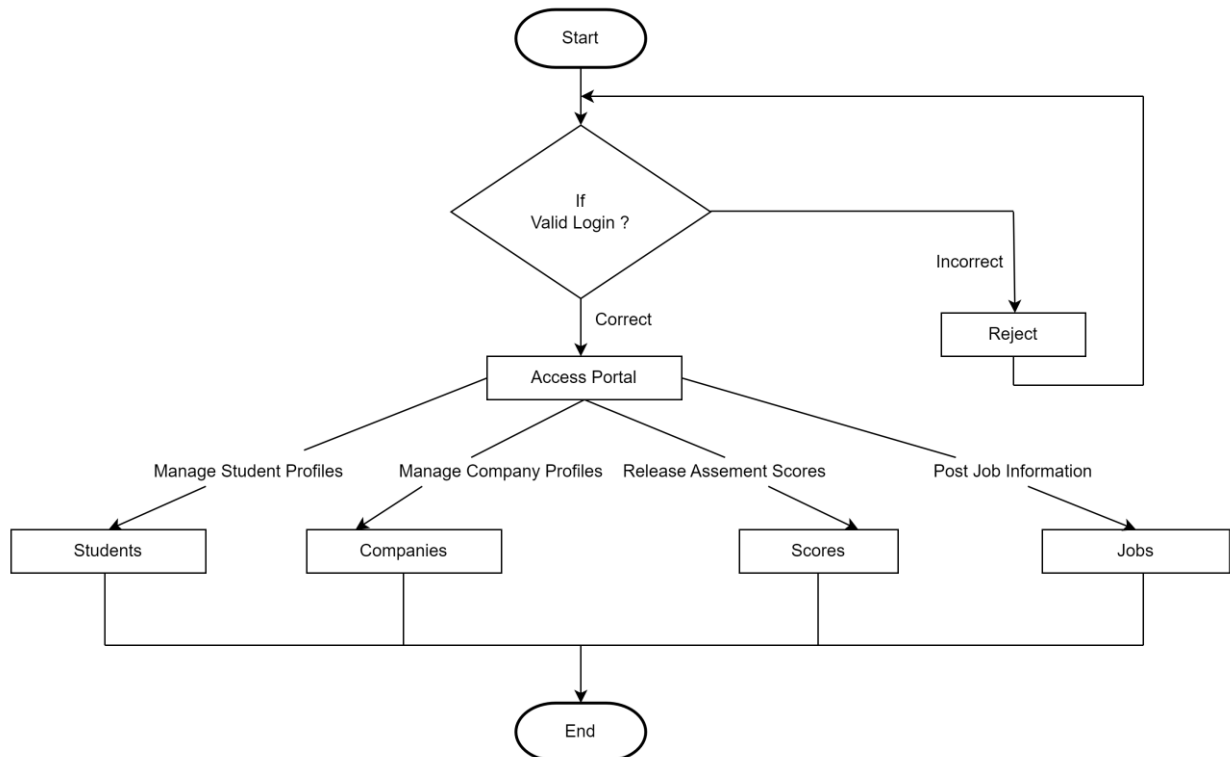 Start
If
Valid Login ?
Incorrect
Reject
Correct
Access Portal
Manage Student Profiles
Manage Company Profiles
Release Assement Scores
Post Job Information
Students
Companies
Scores
Jobs
End